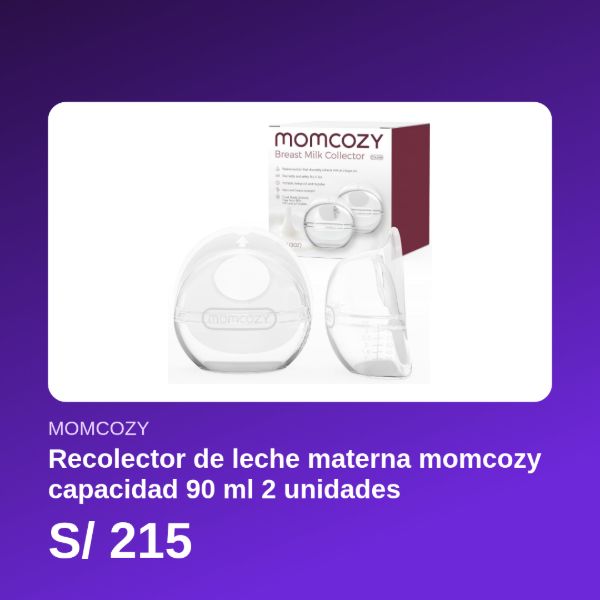 momcozy
Breast Milk Collector
momcozy
MOMCOZY
Recolector de leche materna momcozy
capacidad 90 ml 2 unidades
S/ 215